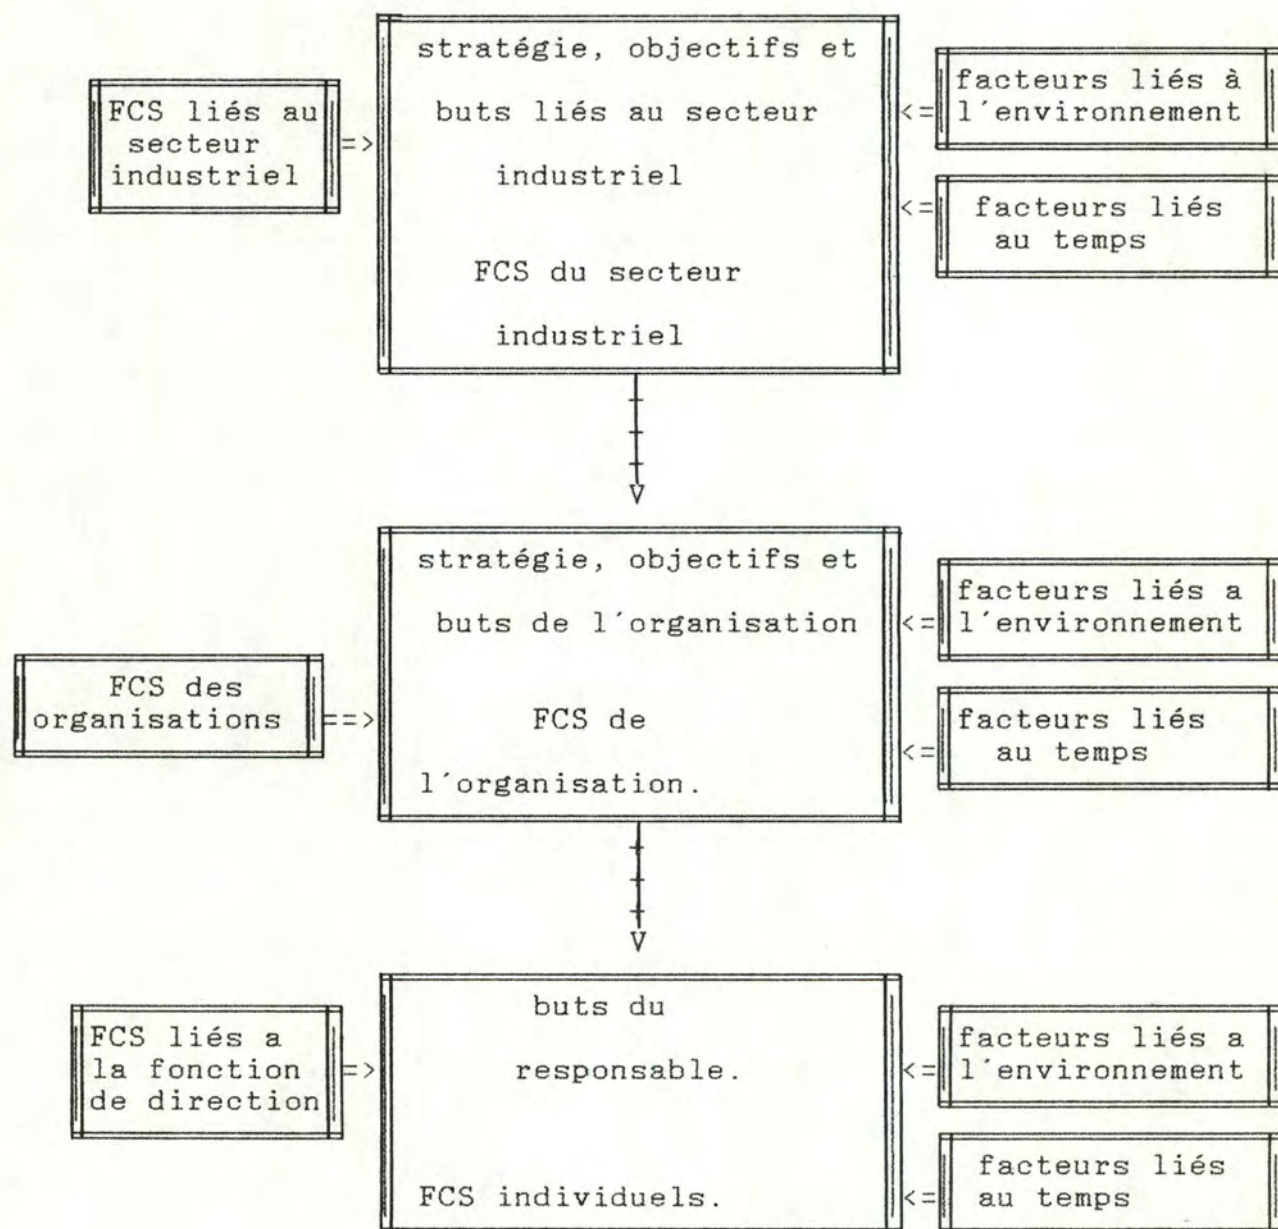 stratégie, objectifs et
buts liés au secteur
industriel
FCS du secteur
industriel
FCS liés au
secteur
industriel
=>
facteurs liés à
l´environnement
<=
facteurs liés
au temps
<=
V
stratégie, objectifs et
buts de l´organisation
FCS de
l´organisation.
FCS des
organisations
==>
facteurs liés a
l´environnement
<=
facteurs liés
au temps
<=
V
buts du
responsable.
FCS individuels.
FCS liés a
la fonction
de direction
=>
facteurs liés a
l´environnement
<=
facteurs liés
au temps
<=